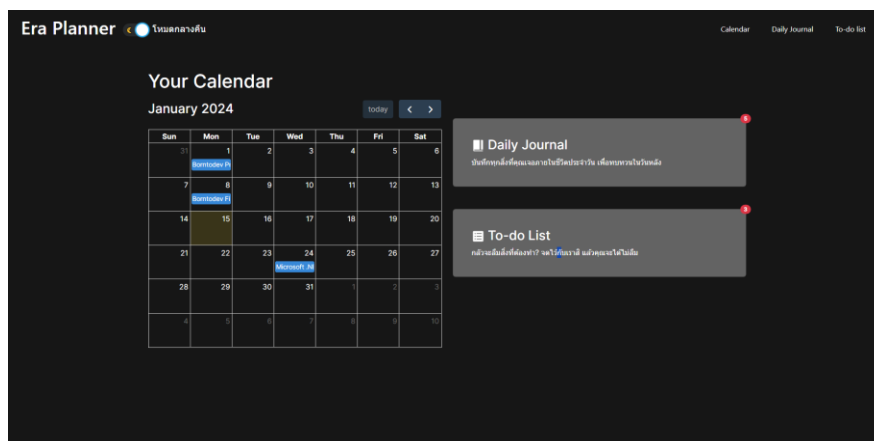 Era Planner
โหมดกลางคืน
Calendar
Daily Journal
To-do list
Your Calendar
January 2024
today
Sun Mon Tue Wed Thu Fri Sat
31 1 2 3 4 5 6
Borntodev Pi
7 8 9 10 11 12 13
Borntodev Fi
14 15 16 17 18 19 20
21 22 23 24 25 26 27
Microsoft .NI
28 29 30 31 1 2 3
4 5 6 7 8 9 10
Daily Journal
บันทึกทุกสิ่งที่คุณเจอภายในชีวิตประจำวัน เพื่อทบทวนในวันหลัง
To-do List
กลัวจะลืมสิ่งที่ต้องทำ? จดไว้กับเราสิ แล้วคุณจะได้ไม่ลืม
3